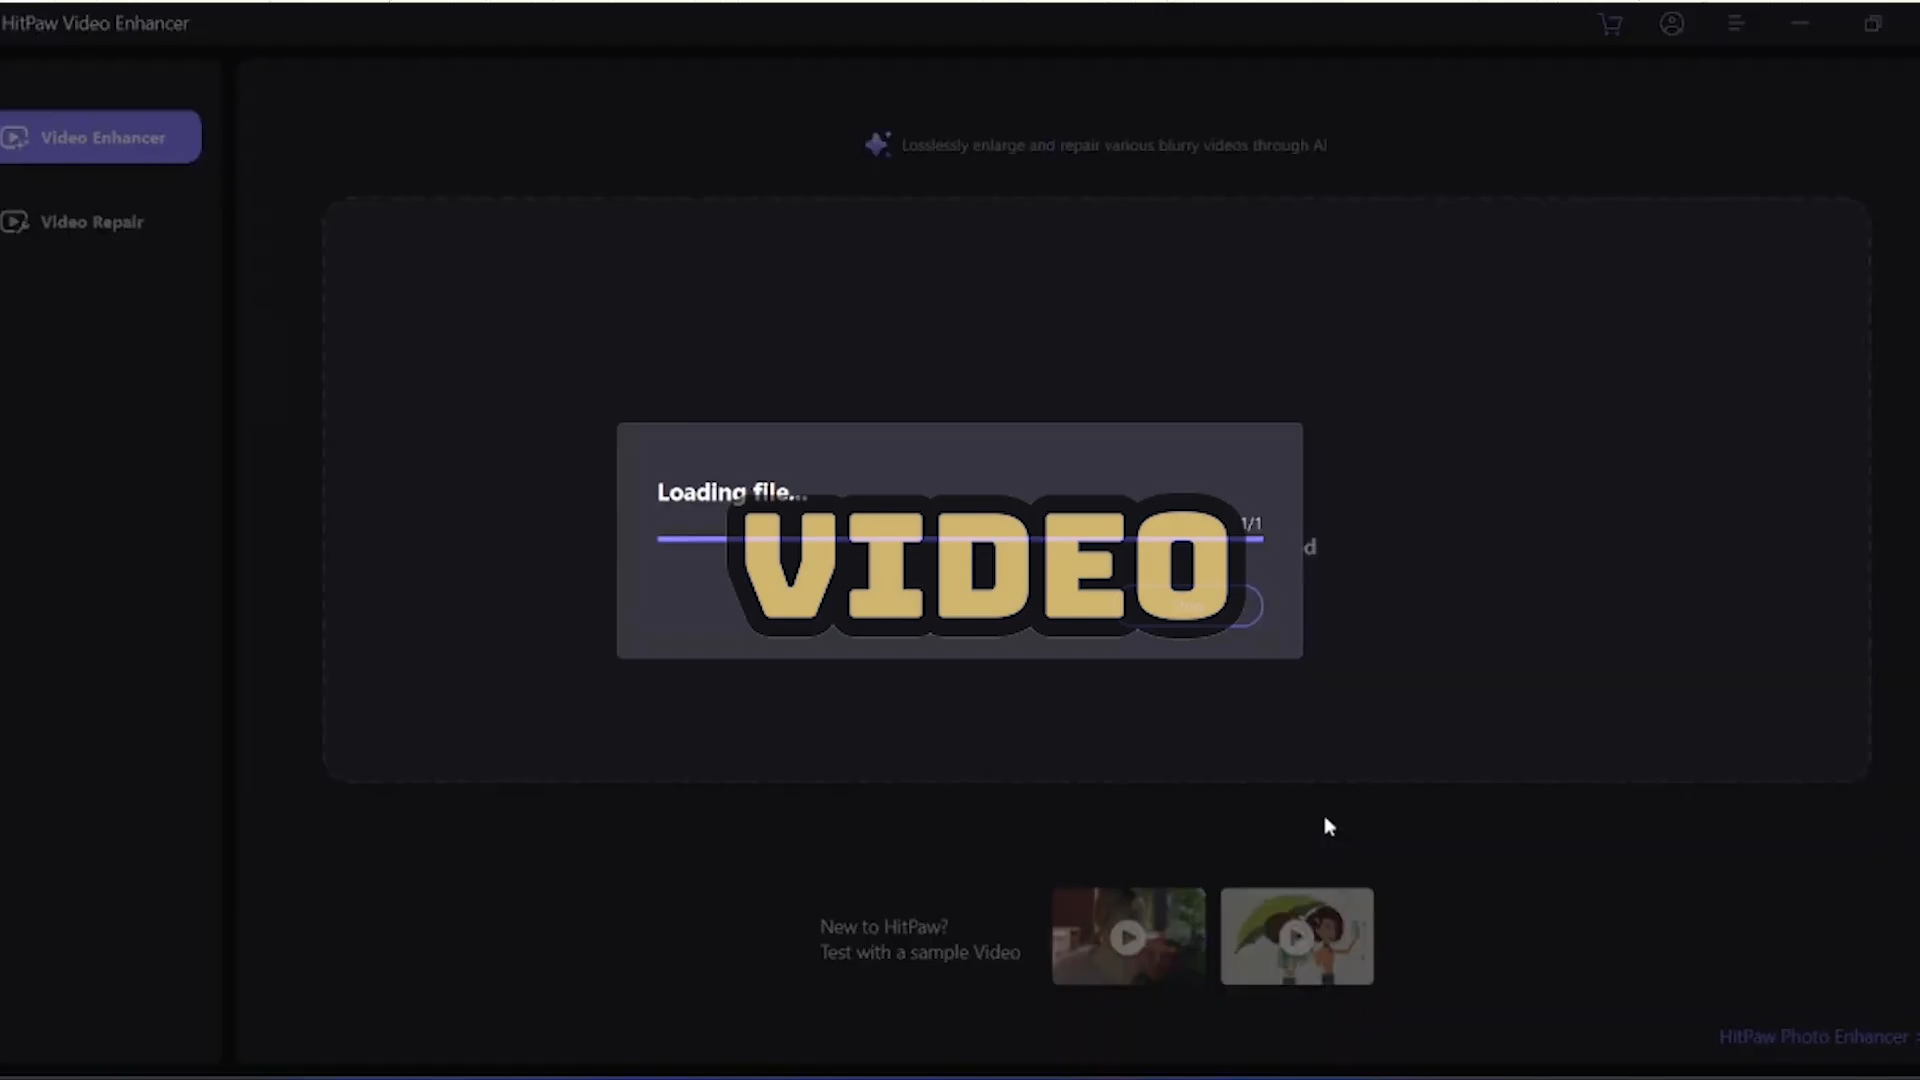 HitPaw Video Enhancer
Video Enhancer
Video Repair
Losslessly enlarge and repair various blurry videos through AI
Loading file...
1/1
VIDEO
d
New to HitPaw?
Test with a sample Video
HitPaw Photo Enhancer >